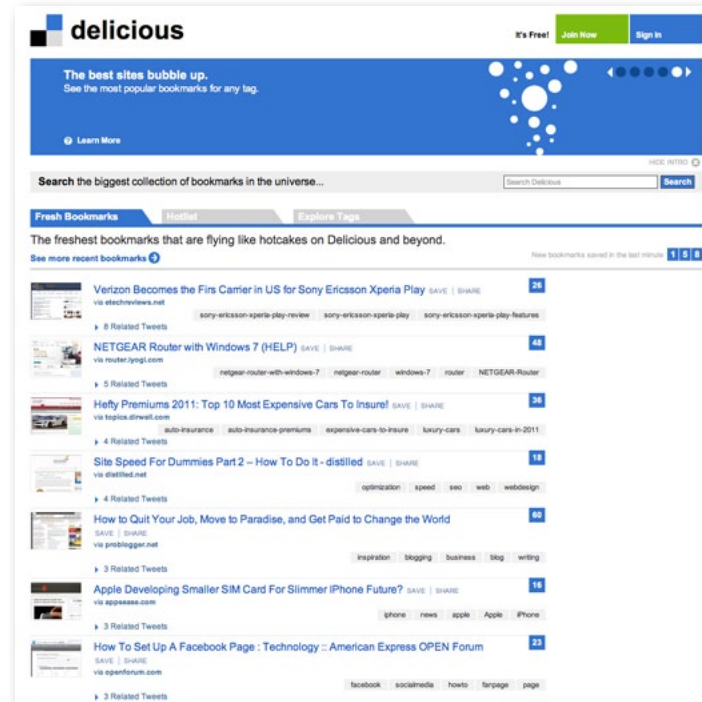 delicious
It's Free! Join Now Sign In
The best sites bubble up.
See the most popular bookmarks for any tag.
Learn More
HIDE INTRO
Search the biggest collection of bookmarks in the universe...
Search Delicious Search
Fresh Bookmarks Hotlist Explore Tags
The freshest bookmarks that are flying like hotcakes on Delicious and beyond.
See more recent bookmarks New bookmarks saved in the last minute 1 5 8
Verizon Becomes the Firs Carrier in US for Sony Ericsson Xperia Play SAVE | SHARE 26
via etechreviews.net
sony-ericsson-xperia-play-review sony-ericsson-xperia-play sony-ericsson-xperia-play-features
8 Related Tweets
NETGEAR Router with Windows 7 (HELP) SAVE | SHARE 48
via router.iyogi.com
netgear-router-with-windows-7 netgear-router windows-7 router NETGEAR-Router
5 Related Tweets
Hefty Premiums 2011: Top 10 Most Expensive Cars To Insure! SAVE | SHARE 36
via topics.dirwell.com
auto-insurance auto-insurance-premiums expensive-cars-to-insure luxury-cars luxury-cars-in-2011
4 Related Tweets
Site Speed For Dummies Part 2 – How To Do It - distilled SAVE | SHARE 18
via distilled.net
optimization speed seo web webdesign
4 Related Tweets
How to Quit Your Job, Move to Paradise, and Get Paid to Change the World 60
SAVE | SHARE
via problogger.net
inspiration blogging business blog writing
3 Related Tweets
Apple Developing Smaller SIM Card For Slimmer IPhone Future? SAVE | SHARE 16
via appsease.com
iphone news apple Apple iPhone
3 Related Tweets
How To Set Up A Facebook Page : Technology :: American Express OPEN Forum 23
SAVE | SHARE
via openforum.com
facebook socialmedia howto fanpage page
3 Related Tweets